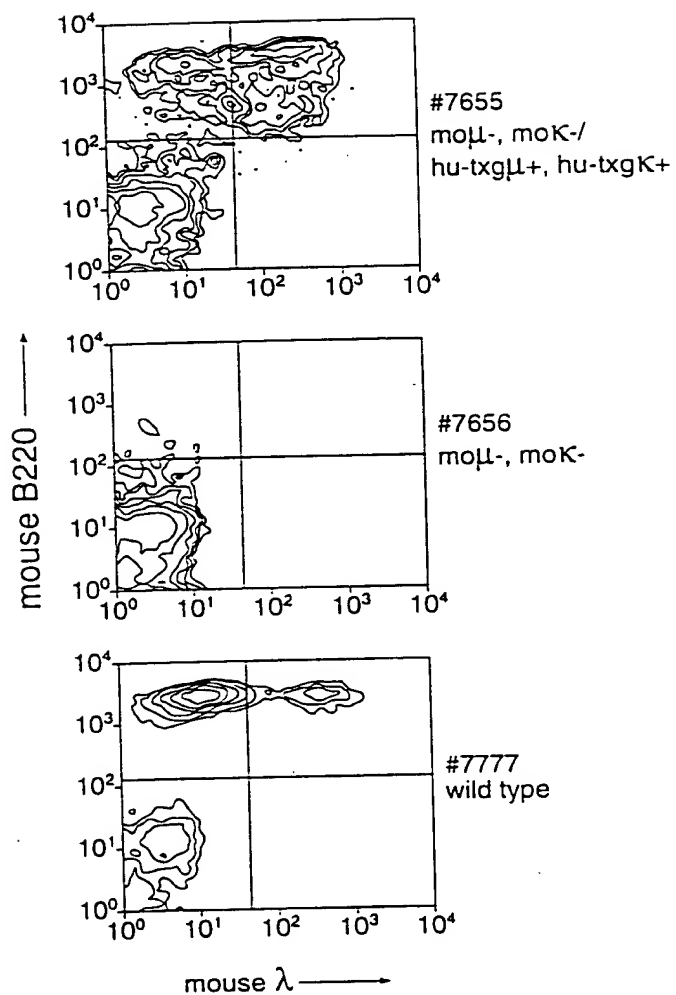 10⁴
10³
10²
10¹
10⁰
10⁰ 10¹ 10² 10³ 10⁴
#7655
moμ-, moκ-/
hu-txgμ+, hu-txgκ+
10⁴
10³
10²
10¹
10⁰
10⁰ 10¹ 10² 10³ 10⁴
#7656
moμ-, moκ-
10⁴
10³
10²
10¹
10⁰
10⁰ 10¹ 10² 10³ 10⁴
#7777
wild type
mouse B220
mouse λ